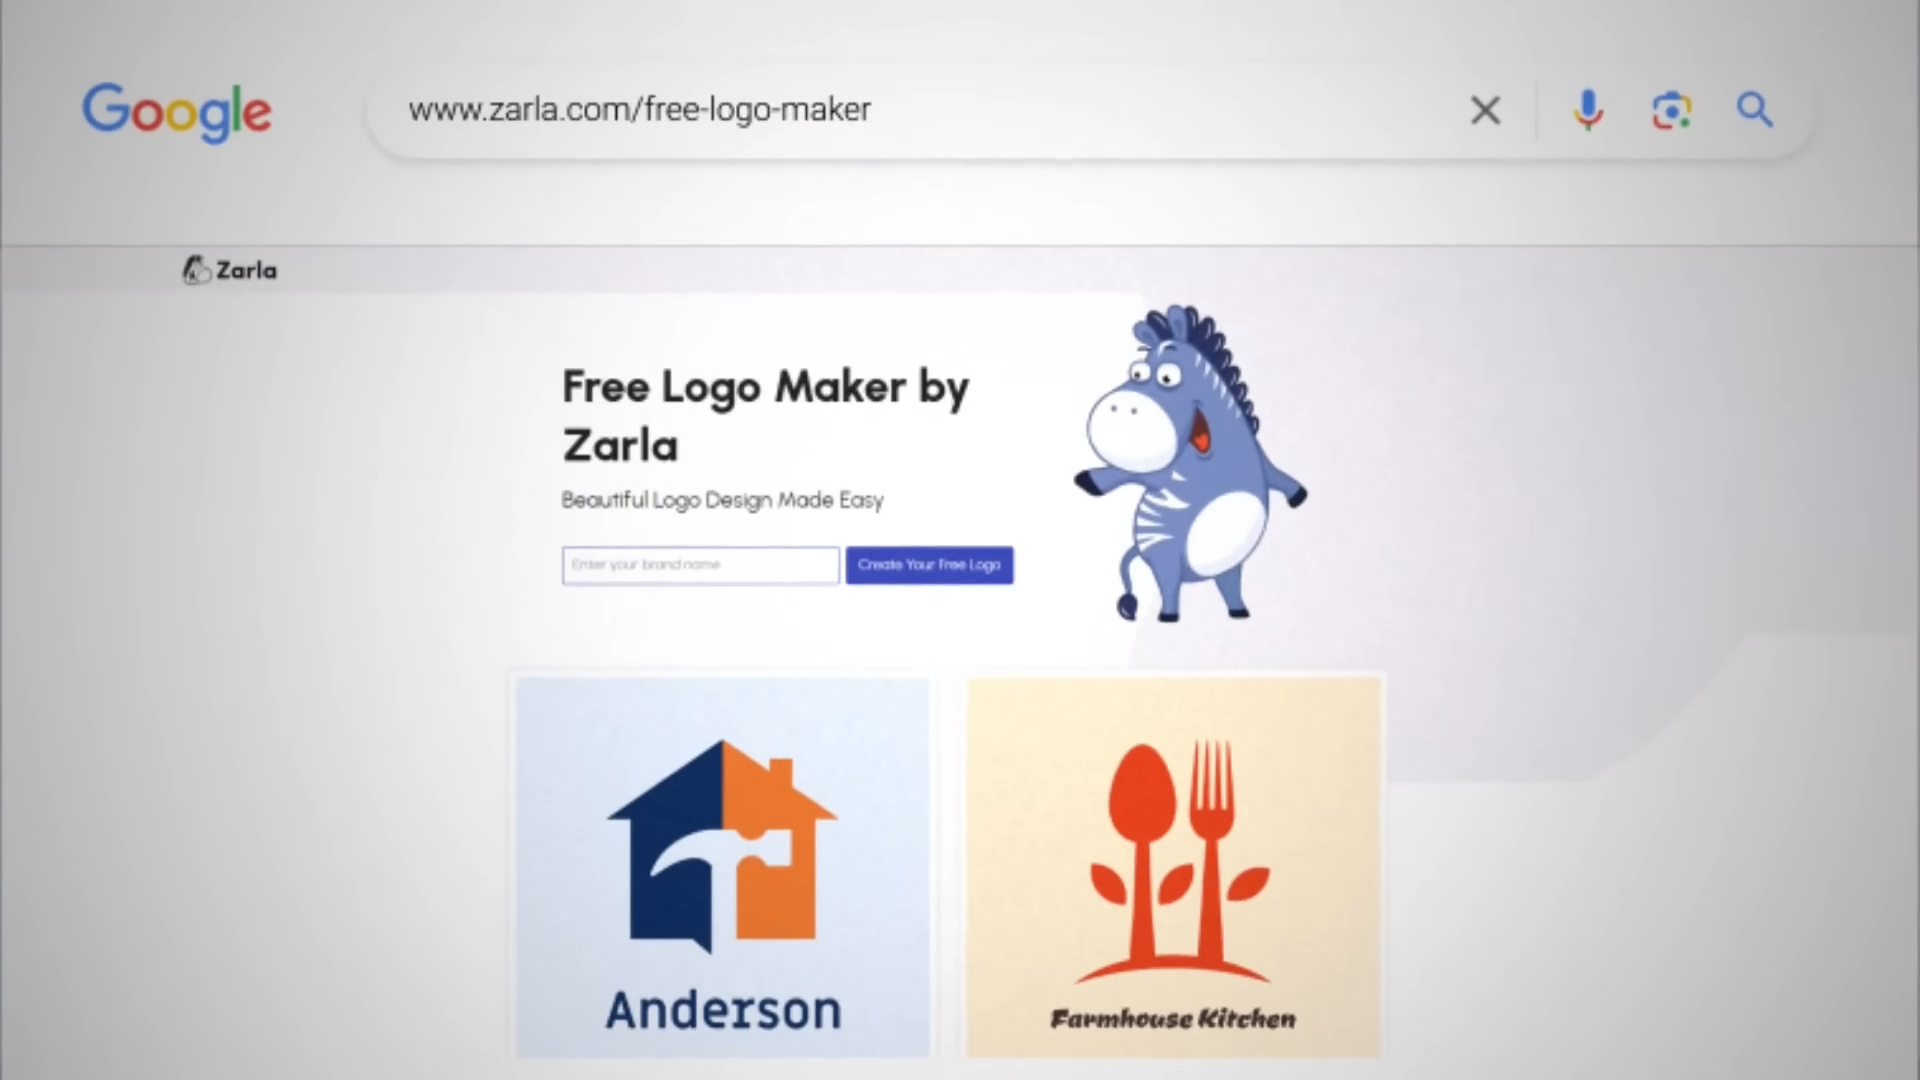 Google
www.zarla.com/free-logo-maker
Zarla
Free Logo Maker by
Zarla
Beautiful Logo Design Made Easy
Enter your brand name
Create Your Free Logo
Anderson
Farmhouse Kitchen